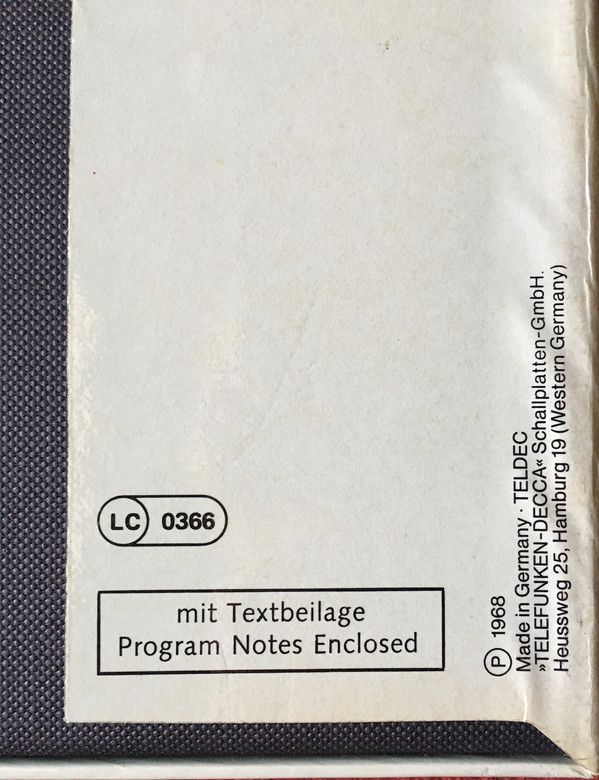 LC 0366
mit Textbeilage
Program Notes Enclosed
Ⓟ 1968
Made in Germany · TELDEC
»TELEFUNKEN-DECCA« Schallplatten-GmbH.
Heussweg 25, Hamburg 19 (Western Germany)